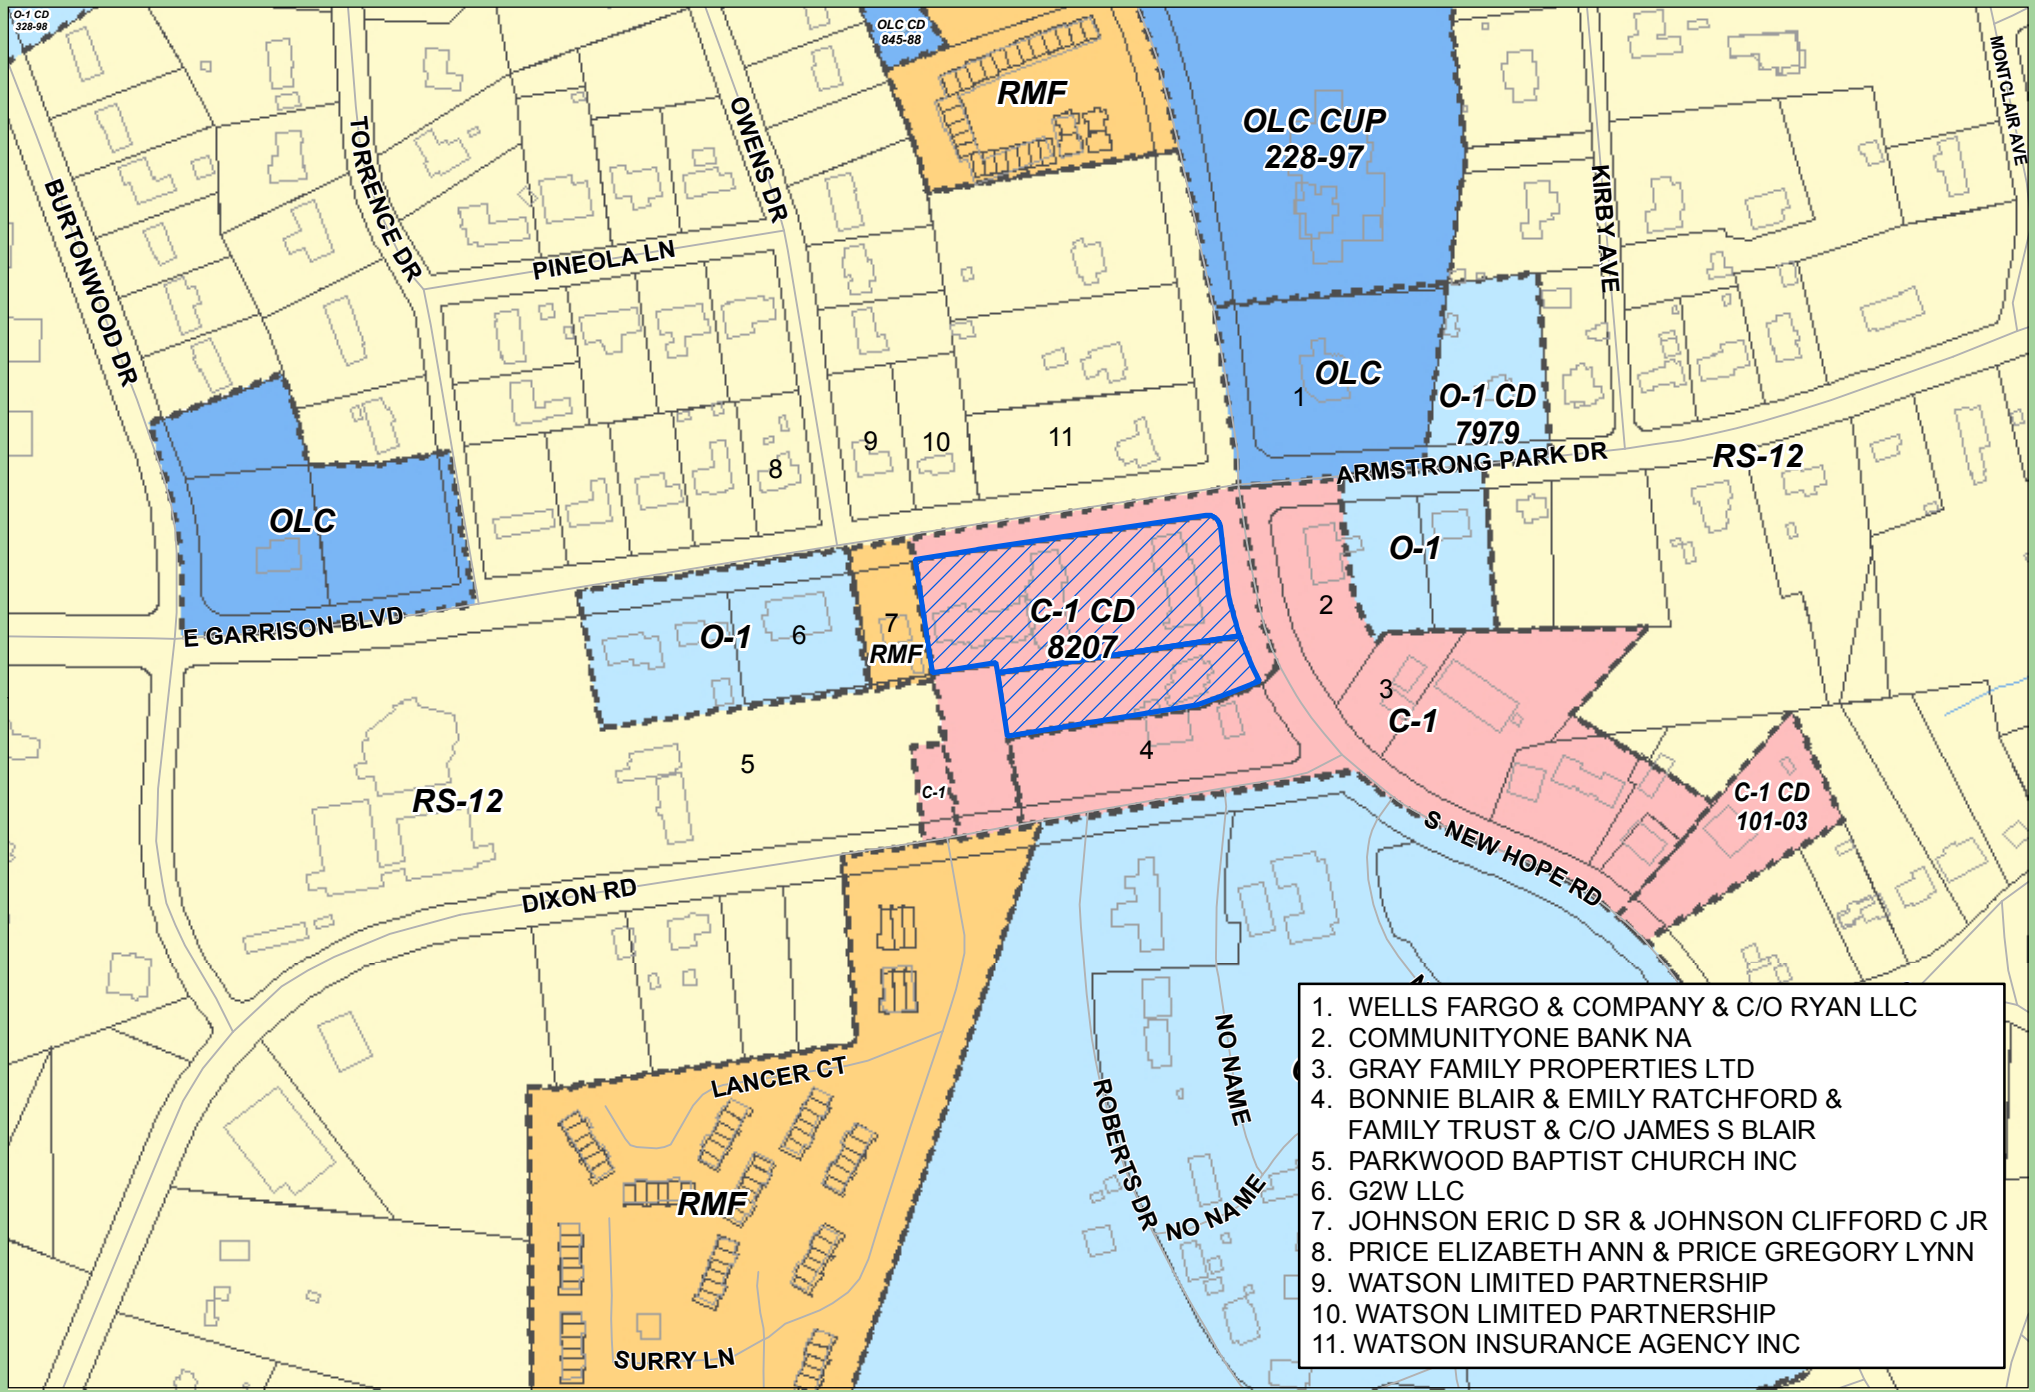 O-1 CD
328-98
OLC CD
845-88
RMF
OLC CUP
228-97
MONTCLAIR AVE
KIRBY AVE
OWENS DR
TORRENCE DR
BURTONWOOD DR
PINEOLA LN
OLC
1
O-1 CD
7979
ARMSTRONG PARK DR
RS-12
8
9
10
11
OLC
E GARRISON BLVD
O-1
6
7
RMF
C-1 CD
8207
O-1
2
3
C-1
4
5
RS-12
C-1
C-1 CD
101-03
S NEW HOPE RD
DIXON RD
LANCER CT
ROBERTS DR
NO NAME
NO NAME
RMF
SURRY LN
1. WELLS FARGO & COMPANY & C/O RYAN LLC
2. COMMUNITYONE BANK NA
3. GRAY FAMILY PROPERTIES LTD
4. BONNIE BLAIR & EMILY RATCHFORD &
FAMILY TRUST & C/O JAMES S BLAIR
5. PARKWOOD BAPTIST CHURCH INC
6. G2W LLC
7. JOHNSON ERIC D SR & JOHNSON CLIFFORD C JR
8. PRICE ELIZABETH ANN & PRICE GREGORY LYNN
9. WATSON LIMITED PARTNERSHIP
10. WATSON LIMITED PARTNERSHIP
11. WATSON INSURANCE AGENCY INC